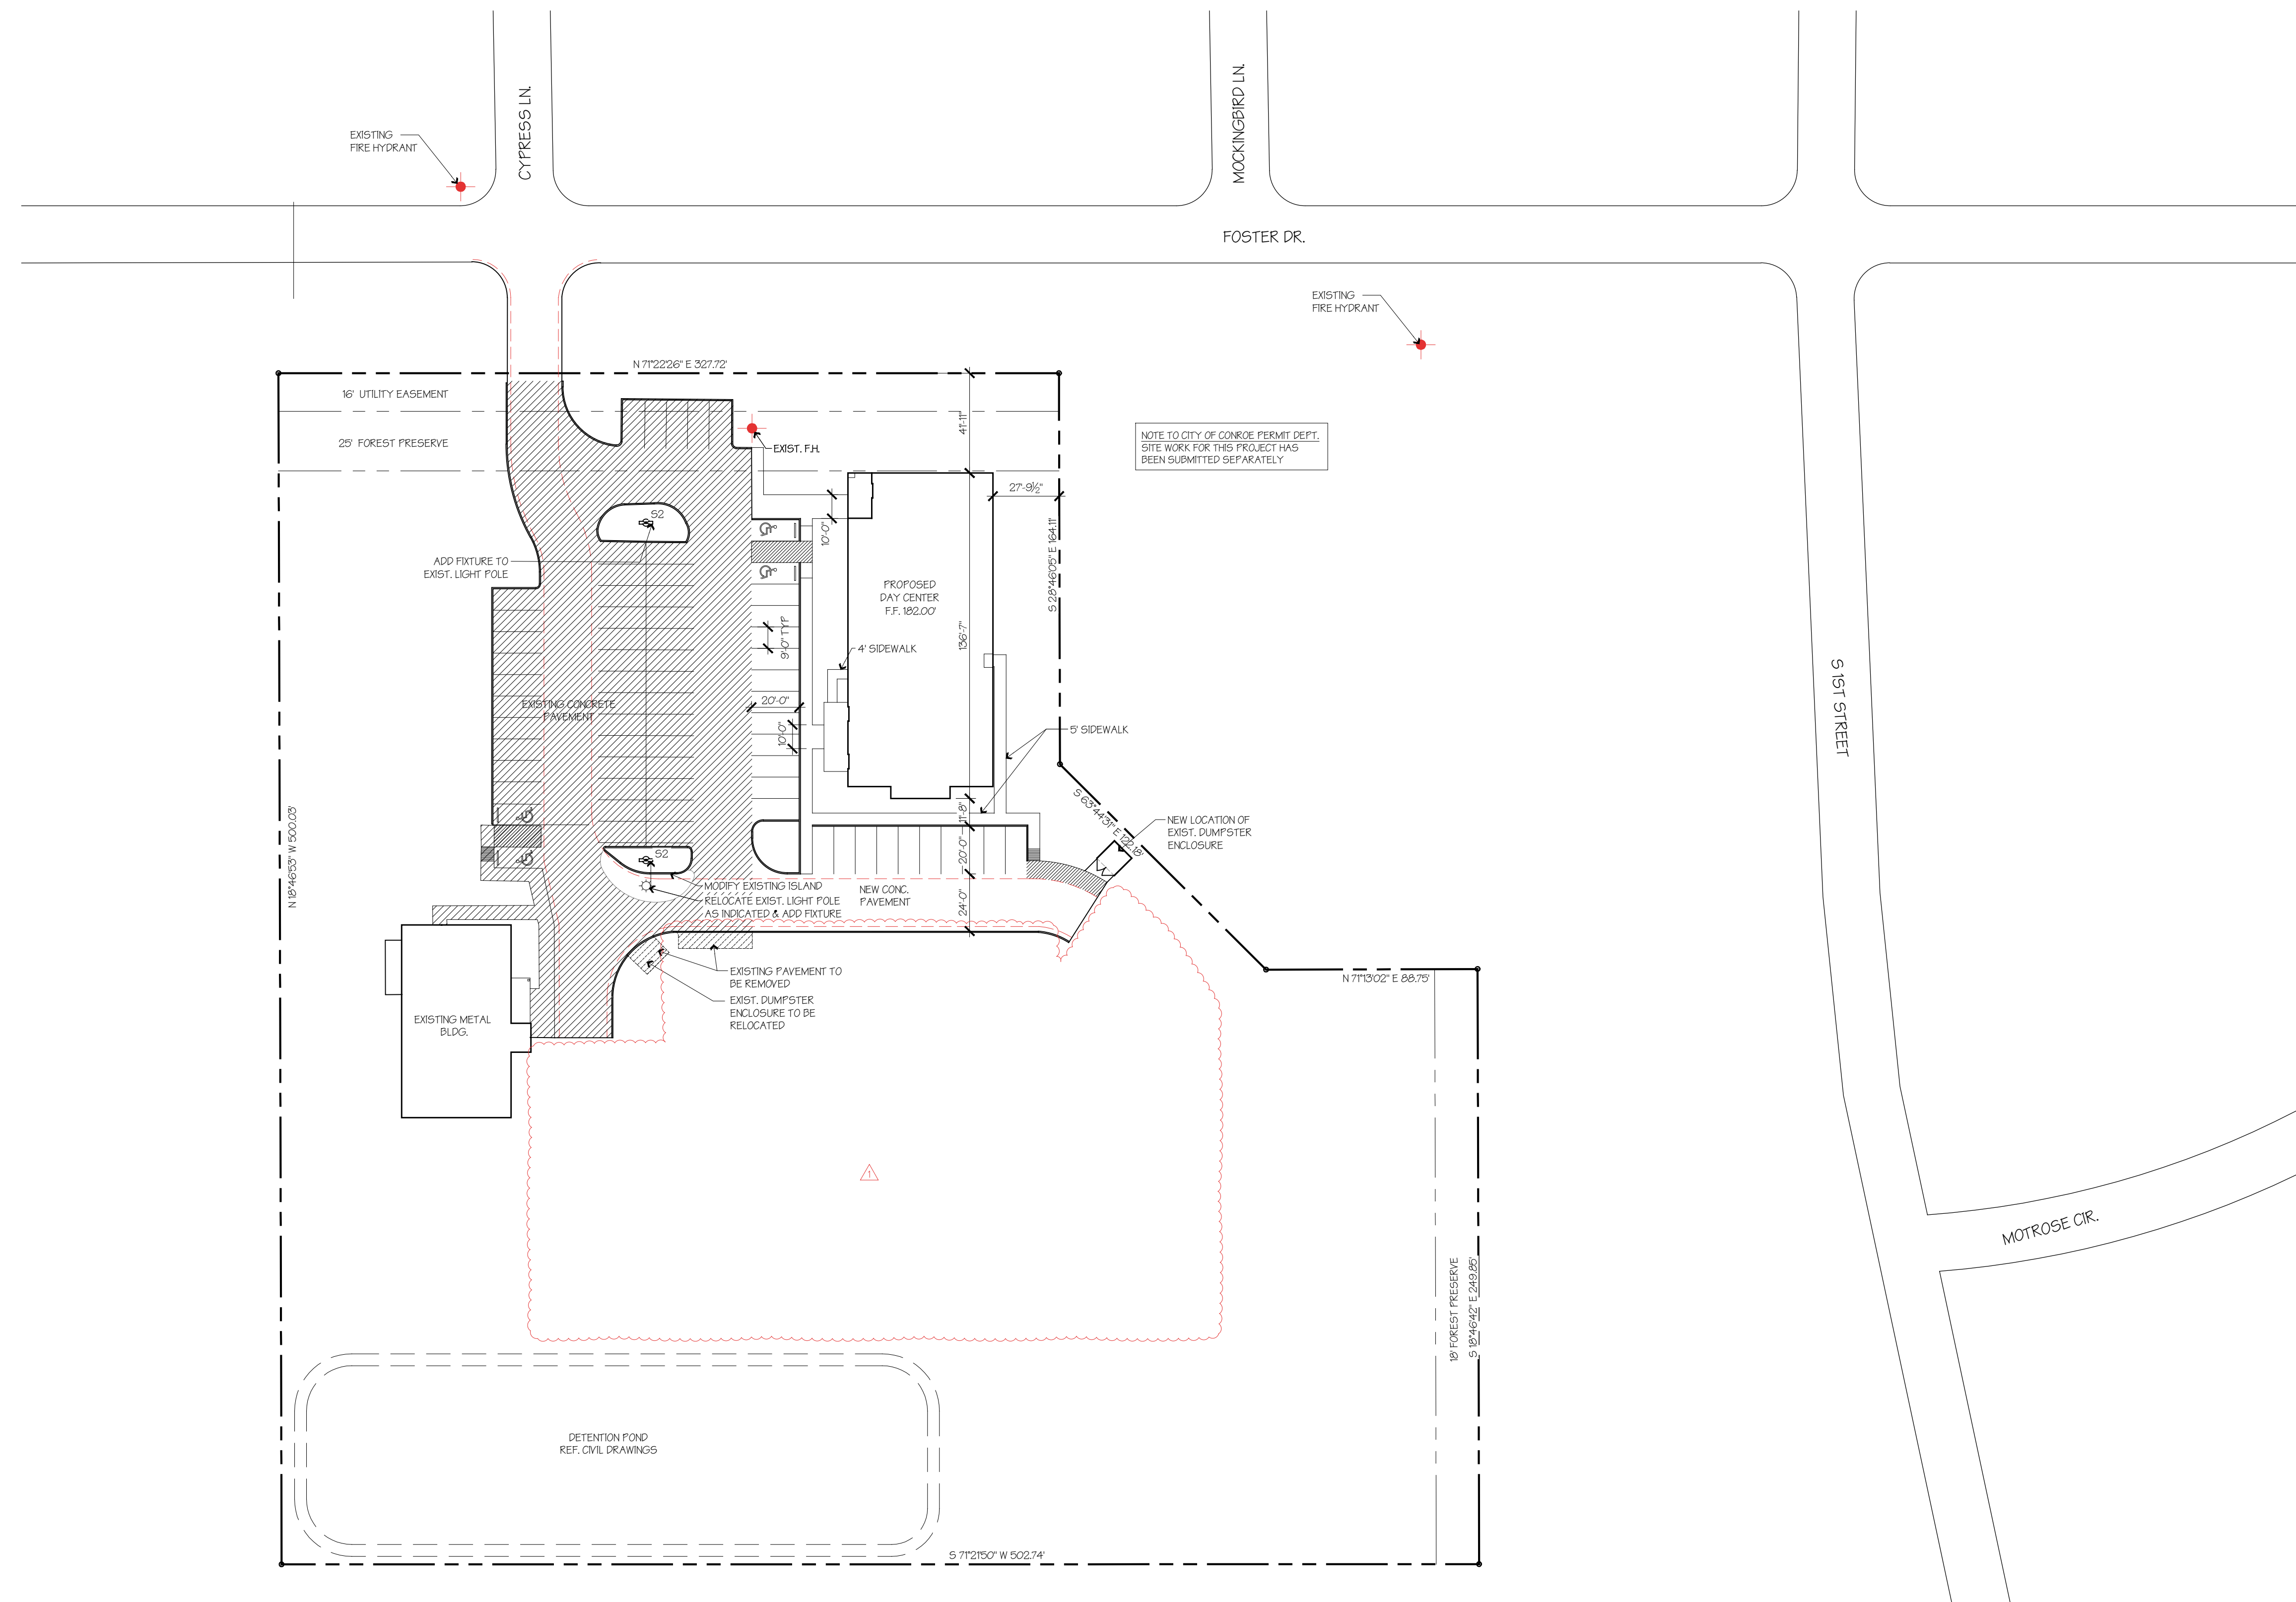 CYPRESS LN.
MOCKINGBIRD LN.
EXISTING
FIRE HYDRANT
FOSTER DR.
EXISTING
FIRE HYDRANT
N 71°22'26" E 327.72'
16' UTILITY EASEMENT
25' FOREST PRESERVE
41'-11"
EXIST. F.H.
NOTE TO CITY OF CONROE PERMIT DEPT.
SITE WORK FOR THIS PROJECT HAS
BEEN SUBMITTED SEPARATELY
27'-9½"
S2
10'-0"
ADD FIXTURE TO
EXIST. LIGHT POLE
S 28°46'05" E 164.11'
PROPOSED
DAY CENTER
F.F. 182.00'
9'-0" TYP
136'-7"
4' SIDEWALK
20'-0"
EXISTING CONCRETE
PAVEMENT
10'-0"
5' SIDEWALK
S 1ST STREET
N 18°46'53" W 500.03'
11'-8"
S 63°44'31" E 122.18'
NEW LOCATION OF
EXIST. DUMPSTER
ENCLOSURE
S2
20'-0"
MODIFY EXISTING ISLAND
RELOCATE EXIST. LIGHT POLE
AS INDICATED & ADD FIXTURE
NEW CONC.
PAVEMENT
24'-0"
EXISTING PAVEMENT TO
BE REMOVED
EXIST. DUMPSTER
ENCLOSURE TO BE
RELOCATED
N 71°13'02" E 88.75'
EXISTING METAL
BLDG.
1
MOTROSE CIR.
18' FOREST PRESERVE
S 18°46'42" E 249.85'
DETENTION POND
REF. CIVIL DRAWINGS
S 71°21'50" W 502.74'